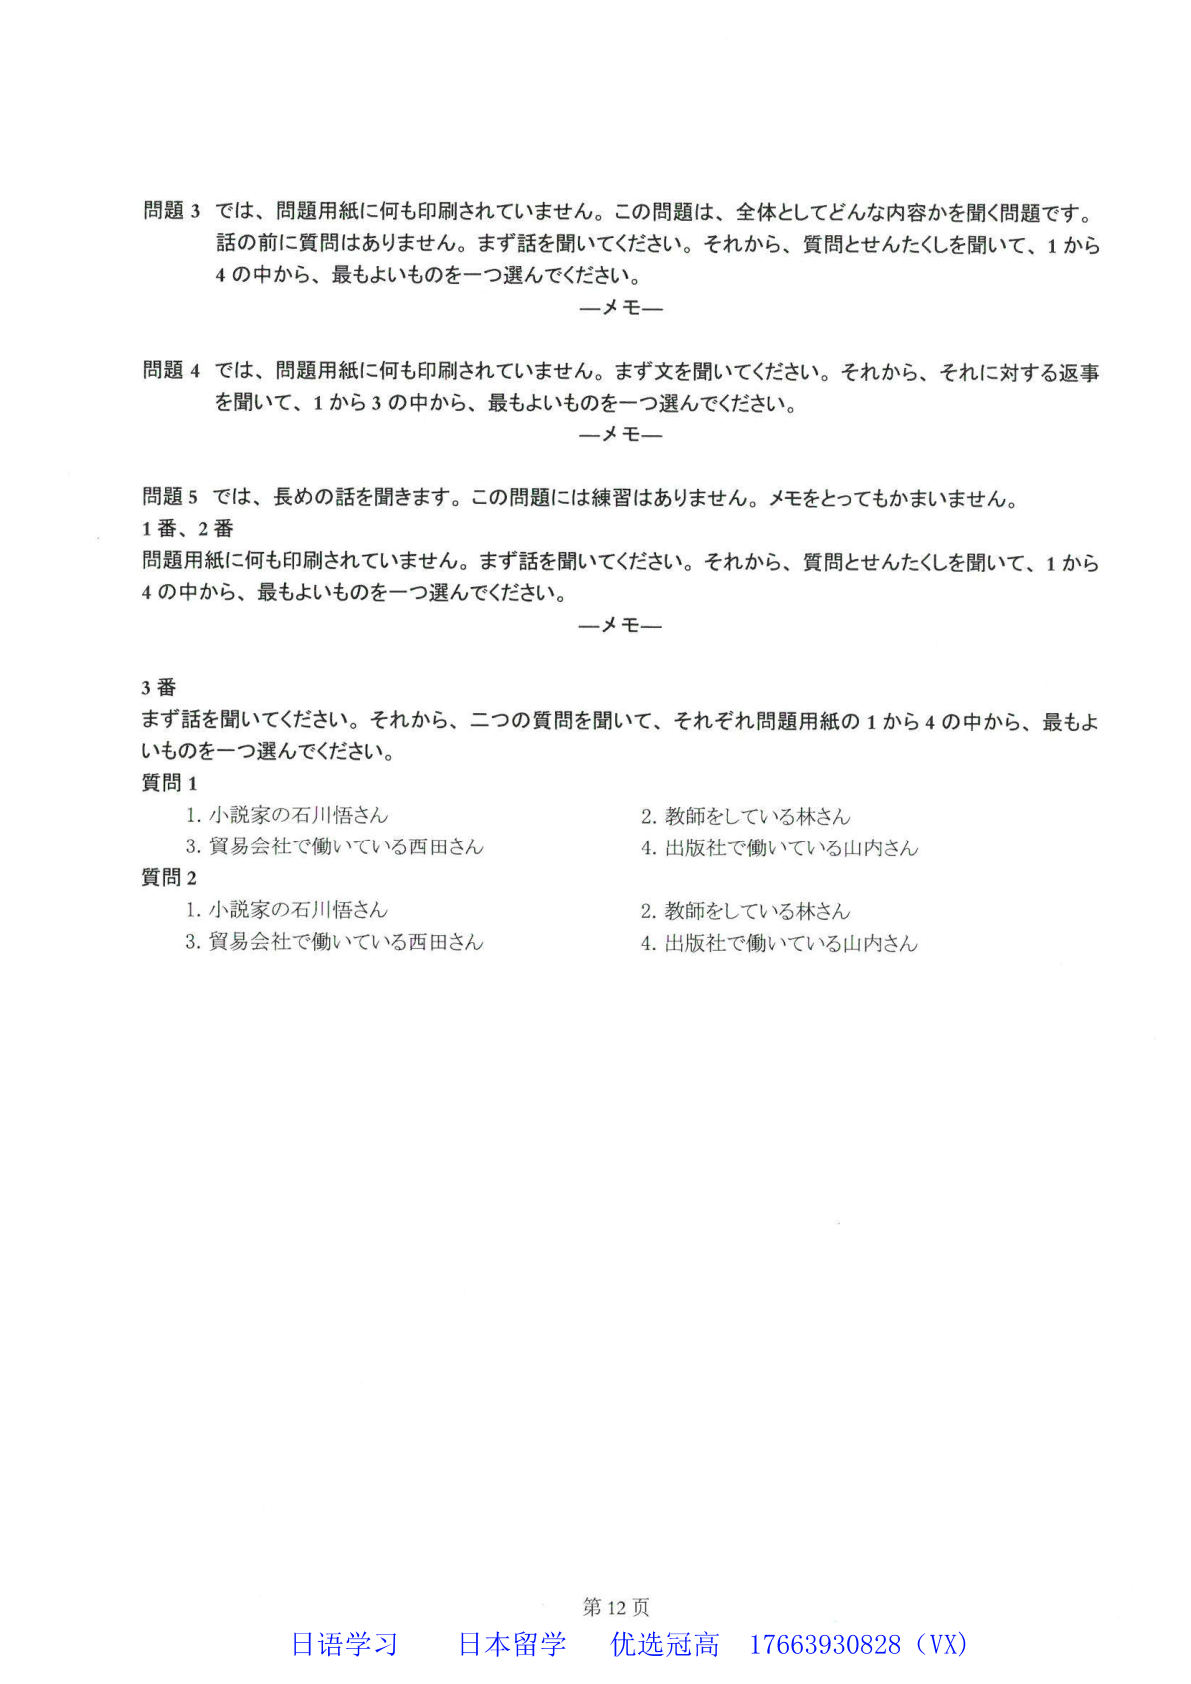 問題 3 では、問題用紙に何も印刷されていません。この問題は、全体としてどんな内容かを聞く問題です。
話の前に質問はありません。まず話を聞いてください。それから、質問とせんたくしを聞いて、1 から
4 の中から、最もよいものを一つ選んでください。
—メモ—
問題 4 では、問題用紙に何も印刷されていません。まず文を聞いてください。それから、それに対する返事
を聞いて、1 から 3 の中から、最もよいものを一つ選んでください。
—メモ—
問題 5 では、長めの話を聞きます。この問題には練習はありません。メモをとってもかまいません。
1 番、2 番
問題用紙に何も印刷されていません。まず話を聞いてください。それから、質問とせんたくしを聞いて、1 から
4 の中から、最もよいものを一つ選んでください。
—メモ—
3 番
まず話を聞いてください。それから、二つの質問を聞いて、それぞれ問題用紙の 1 から 4 の中から、最もよ
いものを一つ選んでください。
質問 1
1. 小説家の石川悟さん 2. 教師をしている林さん
3. 貿易会社で働いている西田さん 4. 出版社で働いている山内さん
質問 2
1. 小説家の石川悟さん 2. 教師をしている林さん
3. 貿易会社で働いている西田さん 4. 出版社で働いている山内さん
第 12 页
日语学习 日本留学 优选冠高 17663930828（VX）